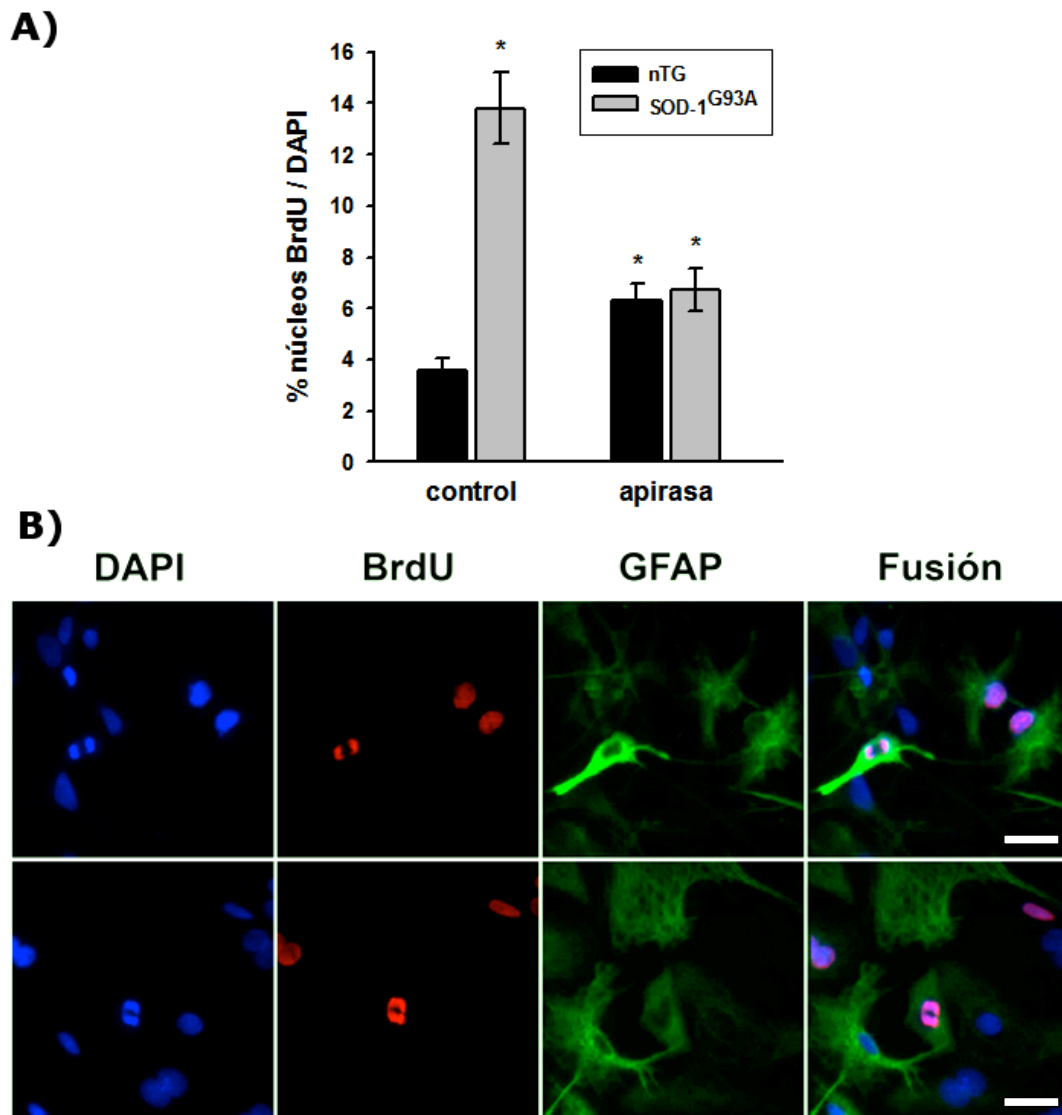 A)
16
14
12
10
8
6
4
2
0
% núcleos BrdU / DAPI
*
*
*
nTG
SOD-1G93A
control
apirasa
B)
DAPI
BrdU
GFAP
Fusión